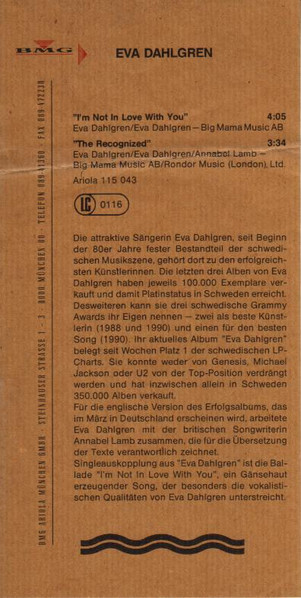 BMG
EVA DAHLGREN
"I'm Not In Love With You" 4:05
Eva Dahlgren/Eva Dahlgren – Big Mama Music AB
"The Recognized" 3:34
Eva Dahlgren/Eva Dahlgren/Annabel Lamb –
Big Mama Music AB/Rondor Music (London) Ltd.
Ariola 115 043
LC 0116
Die attraktive Sängerin Eva Dahlgren, seit Beginn
der 80er Jahre fester Bestandteil der schwedi-
schen Musikszene, gehört dort zu den erfolgreich-
sten Künstlerinnen. Die letzten drei Alben von Eva
Dahlgren haben jeweils 100.000 Exemplare ver-
kauft und damit Platinstatus in Schweden erreicht.
Desweiteren kann sie drei schwedische Grammy
Awards ihr Eigen nennen – zwei als beste Künst-
lerin (1988 und 1990) und einen für den besten
Song (1990). Ihr aktuelles Album "Eva Dahlgren"
belegt seit Wochen Platz 1 der schwedischen LP-
Charts. Sie konnte weder von Genesis, Michael
Jackson oder U2 von der Top-Position verdrängt
werden und hat inzwischen allein in Schweden
350.000 Alben verkauft.
Für die englische Version des Erfolgsalbums, das
im März in Deutschland erscheinen wird, arbeitete
Eva Dahlgren mit der britischen Songwriterin
Annabel Lamb zusammen, die für die Übersetzung
der Texte verantwortlich zeichnet.
Singleauskopplung aus "Eva Dahlgren" ist die Bal-
lade "I'm Not In Love With You", ein Gänsehaut
erzeugender Song, der besonders die vokalisti-
schen Qualitäten von Eva Dahlgren unterstreicht.
BMG ARIOLA MÜNCHEN GMBH · STEINHAUSER STRASSE 1 - 3 · 8000 MÜNCHEN 80 · TELEFON